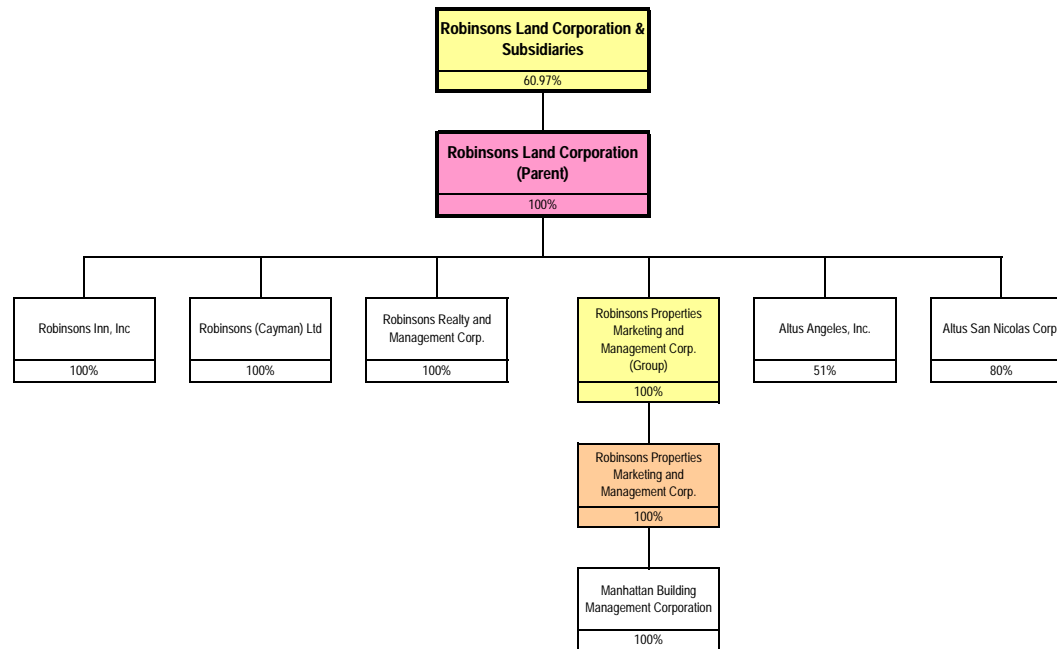 Robinsons Land Corporation &
Subsidiaries
60.97%
Robinsons Land Corporation
(Parent)
100%
Robinsons Inn, Inc
100%
Robinsons (Cayman) Ltd
100%
Robinsons Realty and
Management Corp.
100%
Robinsons Properties
Marketing and
Management Corp.
(Group)
100%
Altus Angeles, Inc.
51%
Altus San Nicolas Corp
80%
Robinsons Properties
Marketing and
Management Corp.
100%
Manhattan Building
Management Corporation
100%